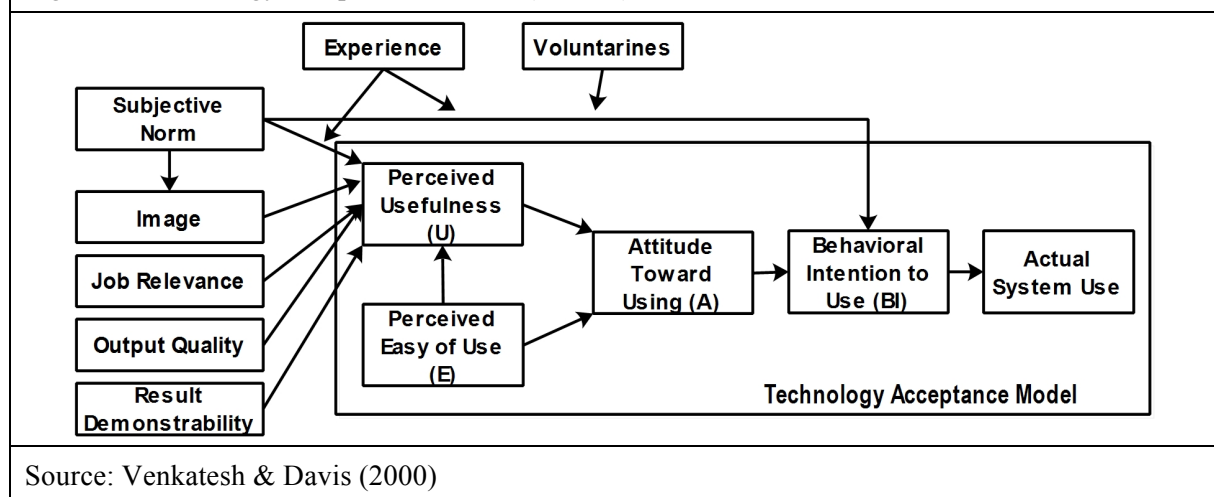 Experience
Voluntarines
Subjective
Norm
Image
Job Relevance
Output Quality
Result
Demonstrability
Perceived
Usefulness
(U)
Perceived
Easy of Use
(E)
Attitude
Toward
Using (A)
Behavioral
Intention to
Use (BI)
Actual
System Use
Technology Acceptance Model
Source: Venkatesh & Davis (2000)